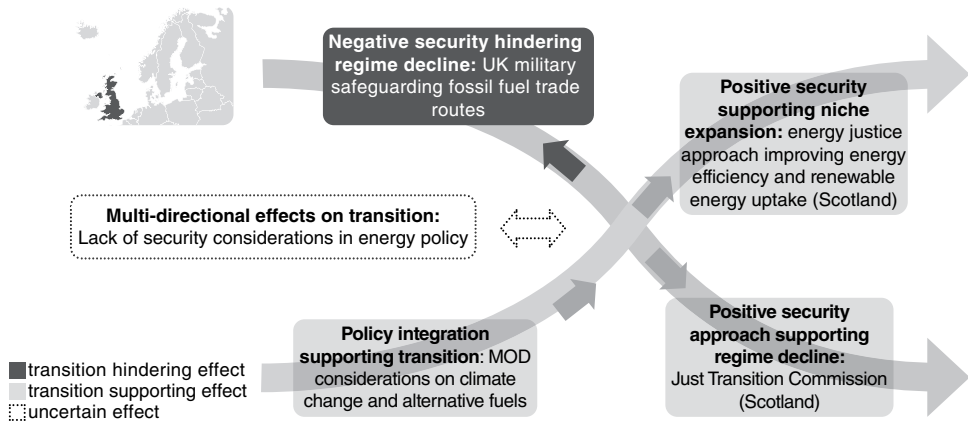 Negative security hindering
regime decline: UK military
safeguarding fossil fuel trade
routes
Positive security
supporting niche
expansion: energy justice
approach improving energy
efficiency and renewable
energy uptake (Scotland)
Multi-directional effects on transition:
Lack of security considerations in energy policy
Policy integration
supporting transition: MOD
considerations on climate
change and alternative fuels
Positive security
approach supporting
regime decline:
Just Transition Commission
(Scotland)
transition hindering effect
transition supporting effect
uncertain effect